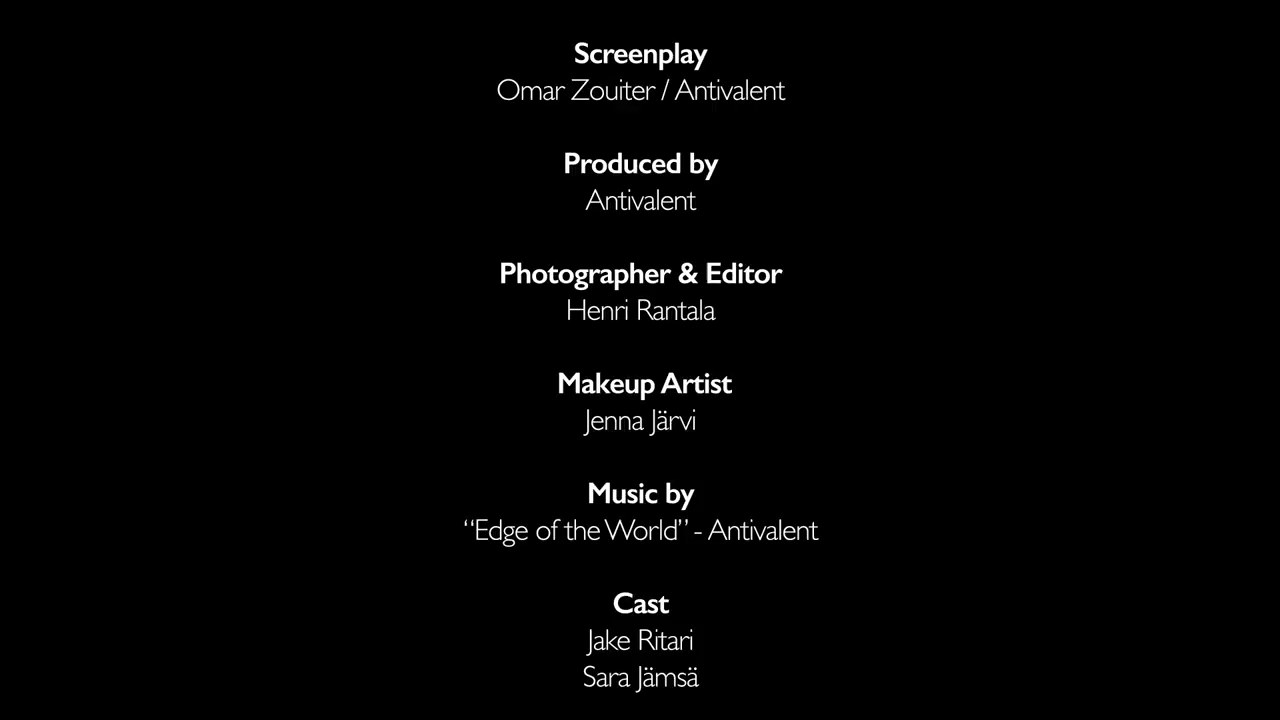 Screenplay
Omar Zouiter / Antivalent
Produced by
Antivalent
Photographer & Editor
Henri Rantala
Makeup Artist
Jenna Järvi
Music by
“Edge of the World” - Antivalent
Cast
Jake Ritari
Sara Jämsä